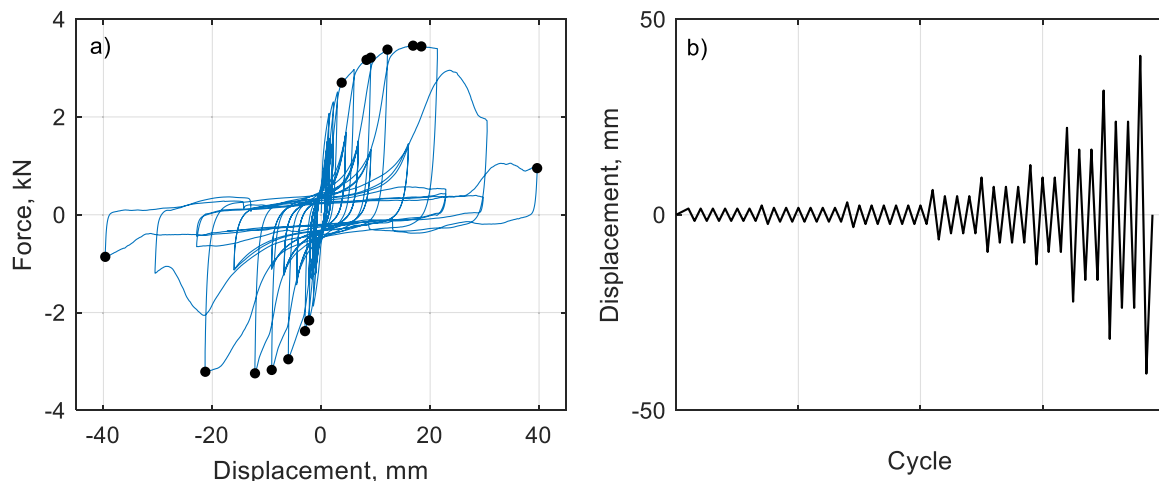 a)
4
2
0
-2
-4
Force, kN
-40
-20
0
20
40
Displacement, mm
b)
50
0
-50
Displacement, mm
Cycle